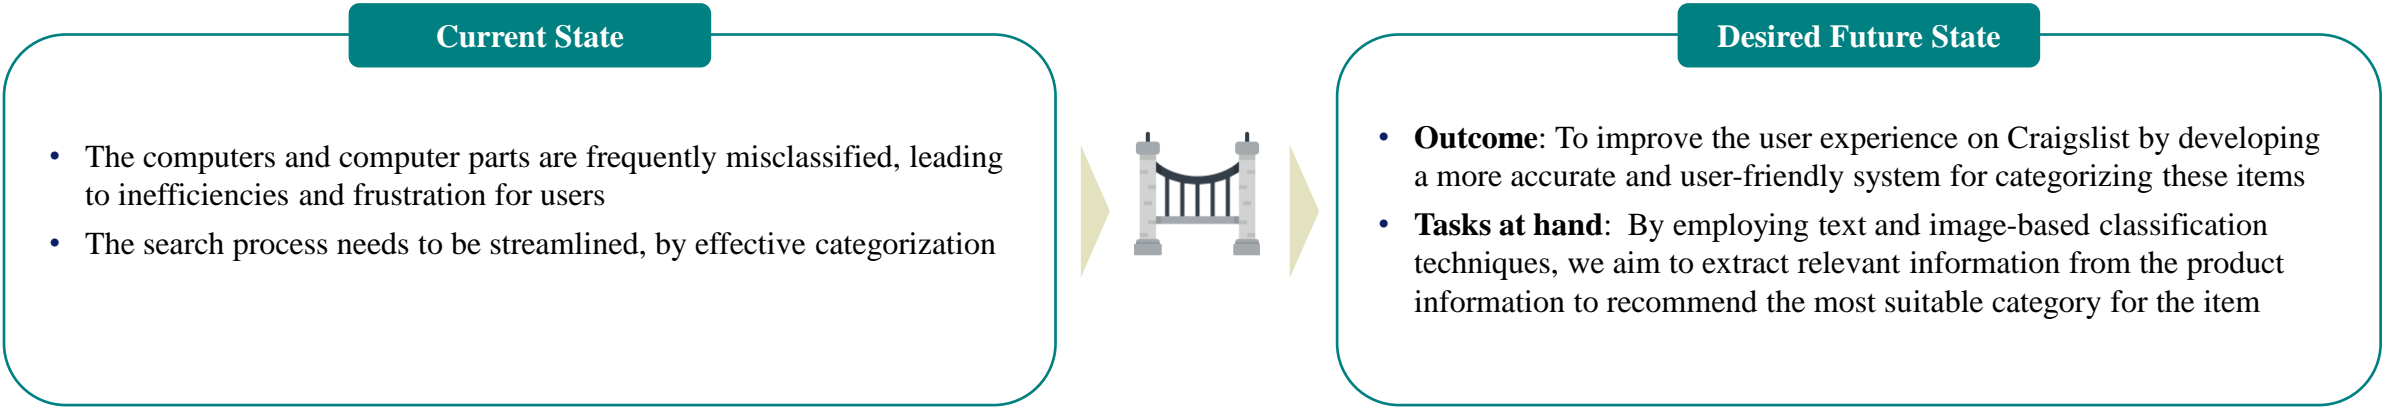 Current State
• The computers and computer parts are frequently misclassified, leading
to inefficiencies and frustration for users
• The search process needs to be streamlined, by effective categorization
Desired Future State
• Outcome: To improve the user experience on Craigslist by developing
a more accurate and user-friendly system for categorizing these items
• Tasks at hand:  By employing text and image-based classification
techniques, we aim to extract relevant information from the product
information to recommend the most suitable category for the item